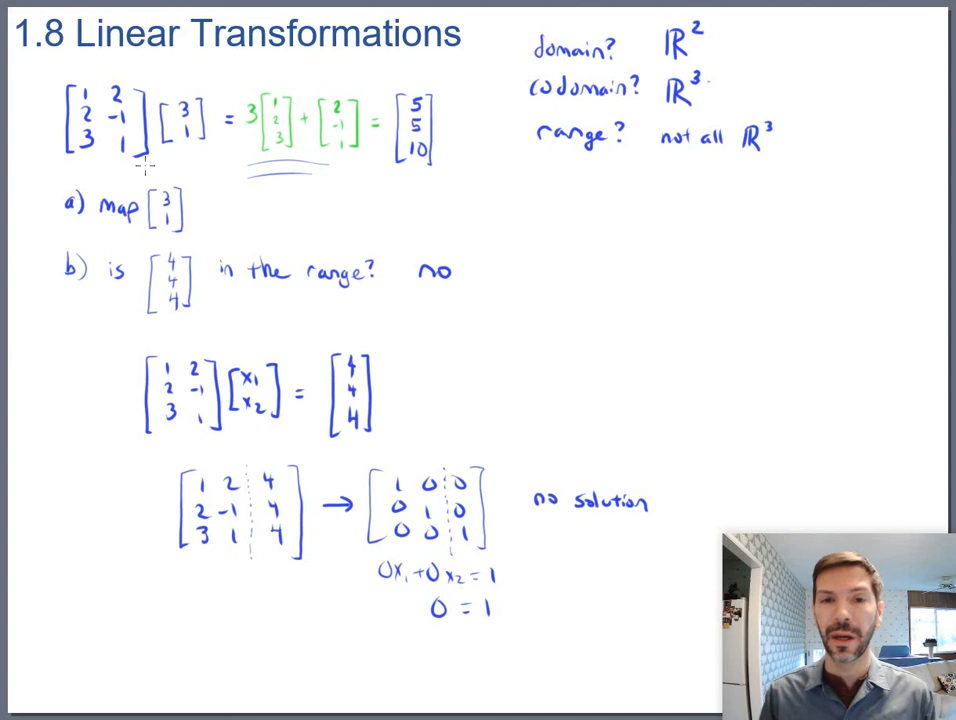 1.8 Linear Transformations
domain? ℝ²
codomain? ℝ³
range? not all ℝ³
[1 2; 2 -1; 3 1] [3; 1] = 3[1; 2; 3] + [2; -1; 1] = [5; 5; 10]
a) map [3; 1]
b) is [4; 4; 4] in the range? no
[1 2; 2 -1; 3 1] [x₁; x₂] = [4; 4; 4]
[1 2 | 4; 2 -1 | 4; 3 1 | 4] → [1 0 | 0; 0 1 | 0; 0 0 | 1] no solution
0x₁+0x₂=1
0 = 1